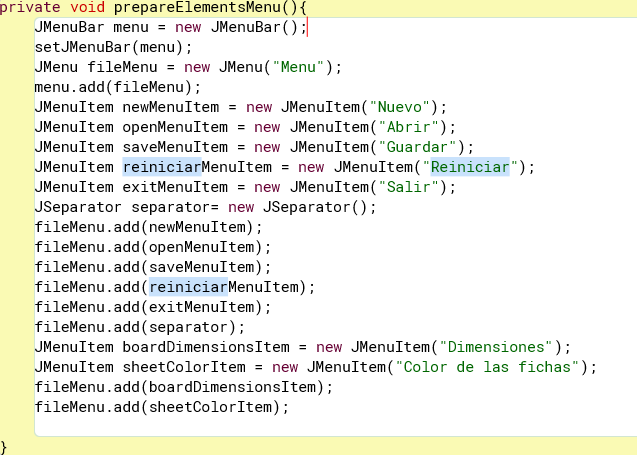 private void prepareElementsMenu(){
JMenuBar menu = new JMenuBar();
setJMenuBar(menu);
JMenu fileMenu = new JMenu("Menu");
menu.add(fileMenu);
JMenuItem newMenuItem = new JMenuItem("Nuevo");
JMenuItem openMenuItem = new JMenuItem("Abrir");
JMenuItem saveMenuItem = new JMenuItem("Guardar");
JMenuItem reiniciarMenuItem = new JMenuItem("Reiniciar");
JMenuItem exitMenuItem = new JMenuItem("Salir");
JSeparator separator= new JSeparator();
fileMenu.add(newMenuItem);
fileMenu.add(openMenuItem);
fileMenu.add(saveMenuItem);
fileMenu.add(reiniciarMenuItem);
fileMenu.add(exitMenuItem);
fileMenu.add(separator);
JMenuItem boardDimensionsItem = new JMenuItem("Dimensiones");
JMenuItem sheetColorItem = new JMenuItem("Color de las fichas");
fileMenu.add(boardDimensionsItem);
fileMenu.add(sheetColorItem);
}